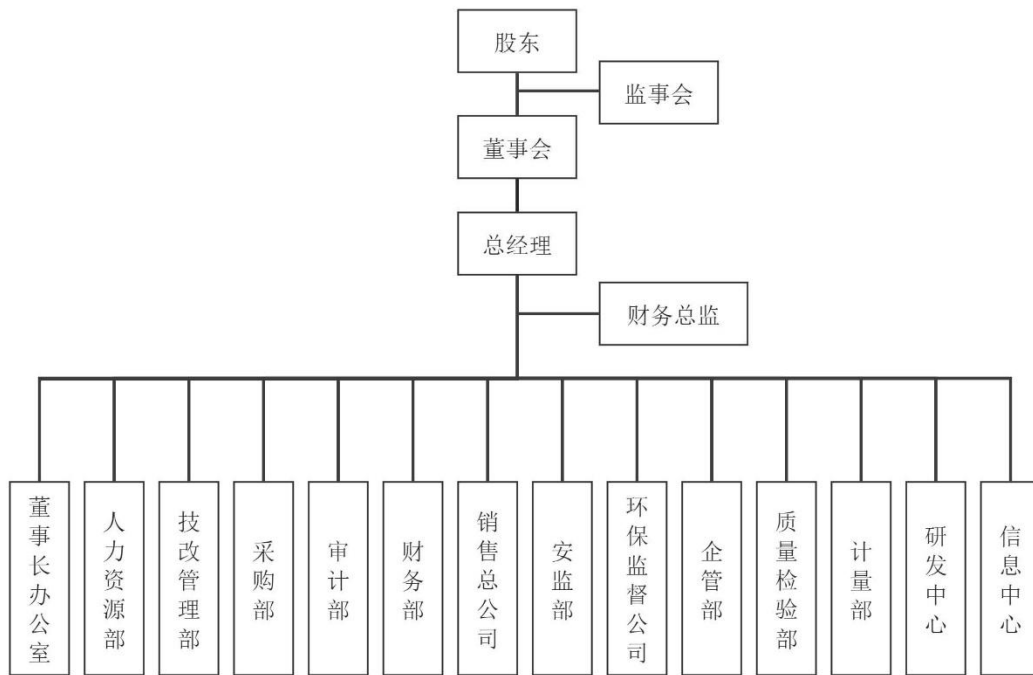 股东
监事会
董事会
总经理
财务总监
董事长办公室
人力资源部
技改管理部
采购部
审计部
财务部
销售总公司
安监部
环保监督公司
企管部
质量检验部
计量部
研发中心
信息中心